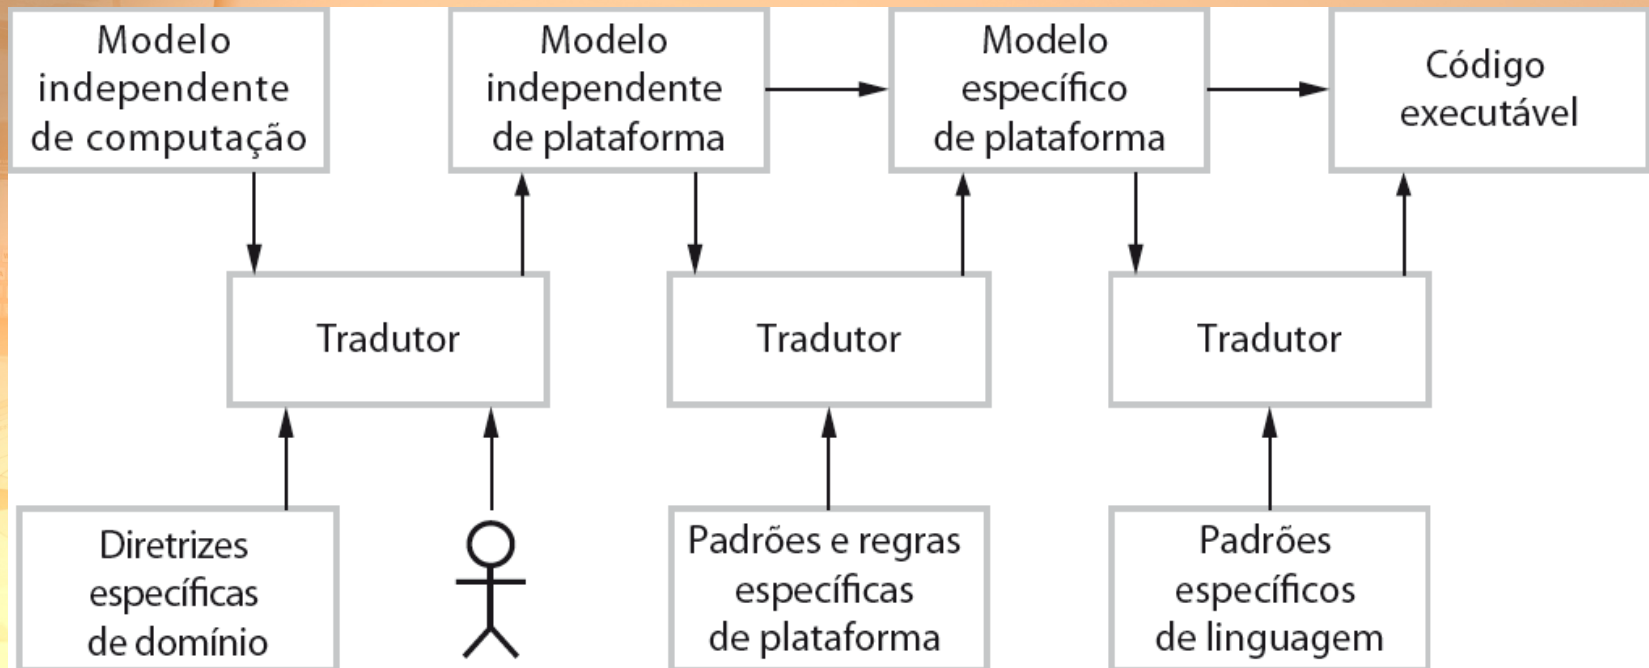 Modelo
independente
de computação
Modelo
independente
de plataforma
Modelo
específico
de plataforma
Código
executável
Tradutor
Tradutor
Tradutor
Diretrizes
específicas
de domínio
Padrões e regras
específicas
de plataforma
Padrões
específicos
de linguagem